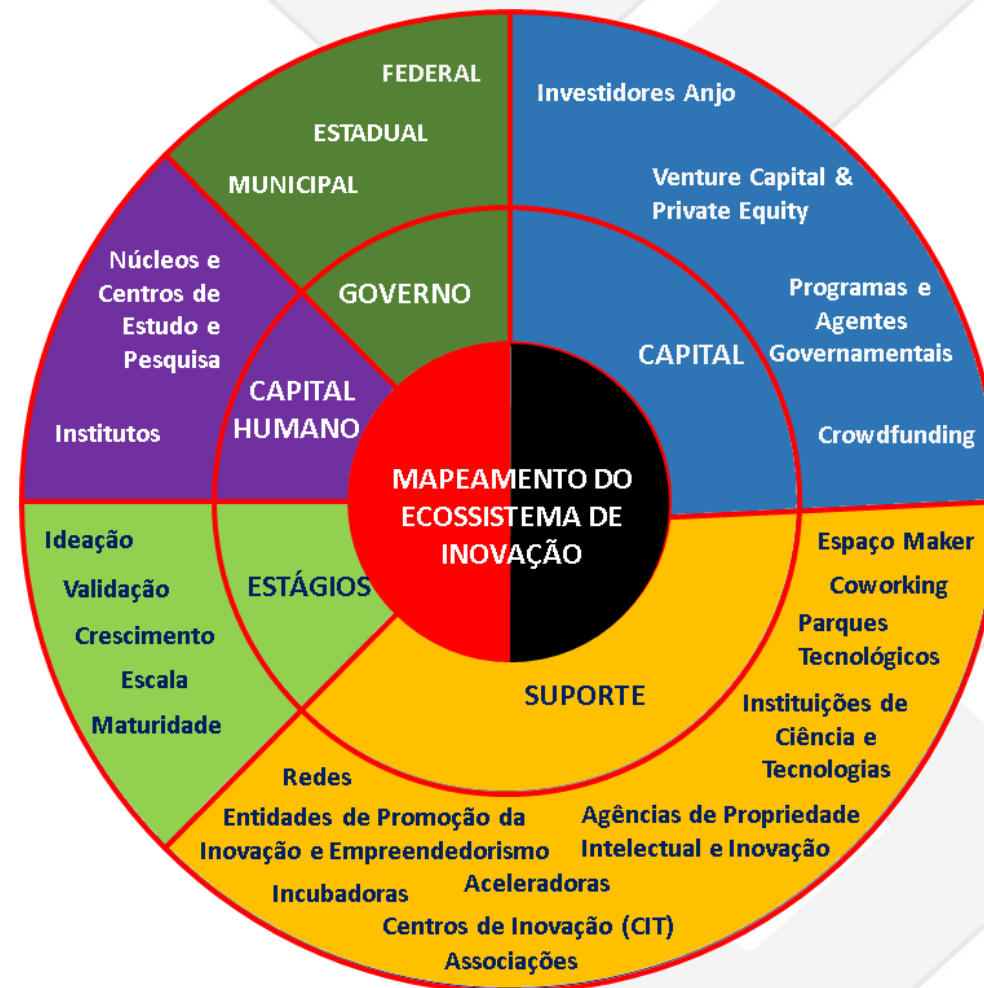 FEDERAL
ESTADUAL
MUNICIPAL
GOVERNO
Investidores Anjo
Venture Capital &
Private Equity
Programas e
Agentes
Governamentais
Crowdfunding
CAPITAL
Núcleos e
Centros de
Estudo e
Pesquisa
Institutos
CAPITAL
HUMANO
MAPEAMENTO DO
ECOSSISTEMA DE
INOVAÇÃO
Ideação
Validação
Crescimento
Escala
Maturidade
ESTÁGIOS
SUPORTE
Espaço Maker
Coworking
Parques
Tecnológicos
Instituições de
Ciência e
Tecnologias
Agências de Propriedade
Intelectual e Inovação
Redes
Entidades de Promoção da
Inovação e Empreendedorismo
Incubadoras
Aceleradoras
Centros de Inovação (CIT)
Associações